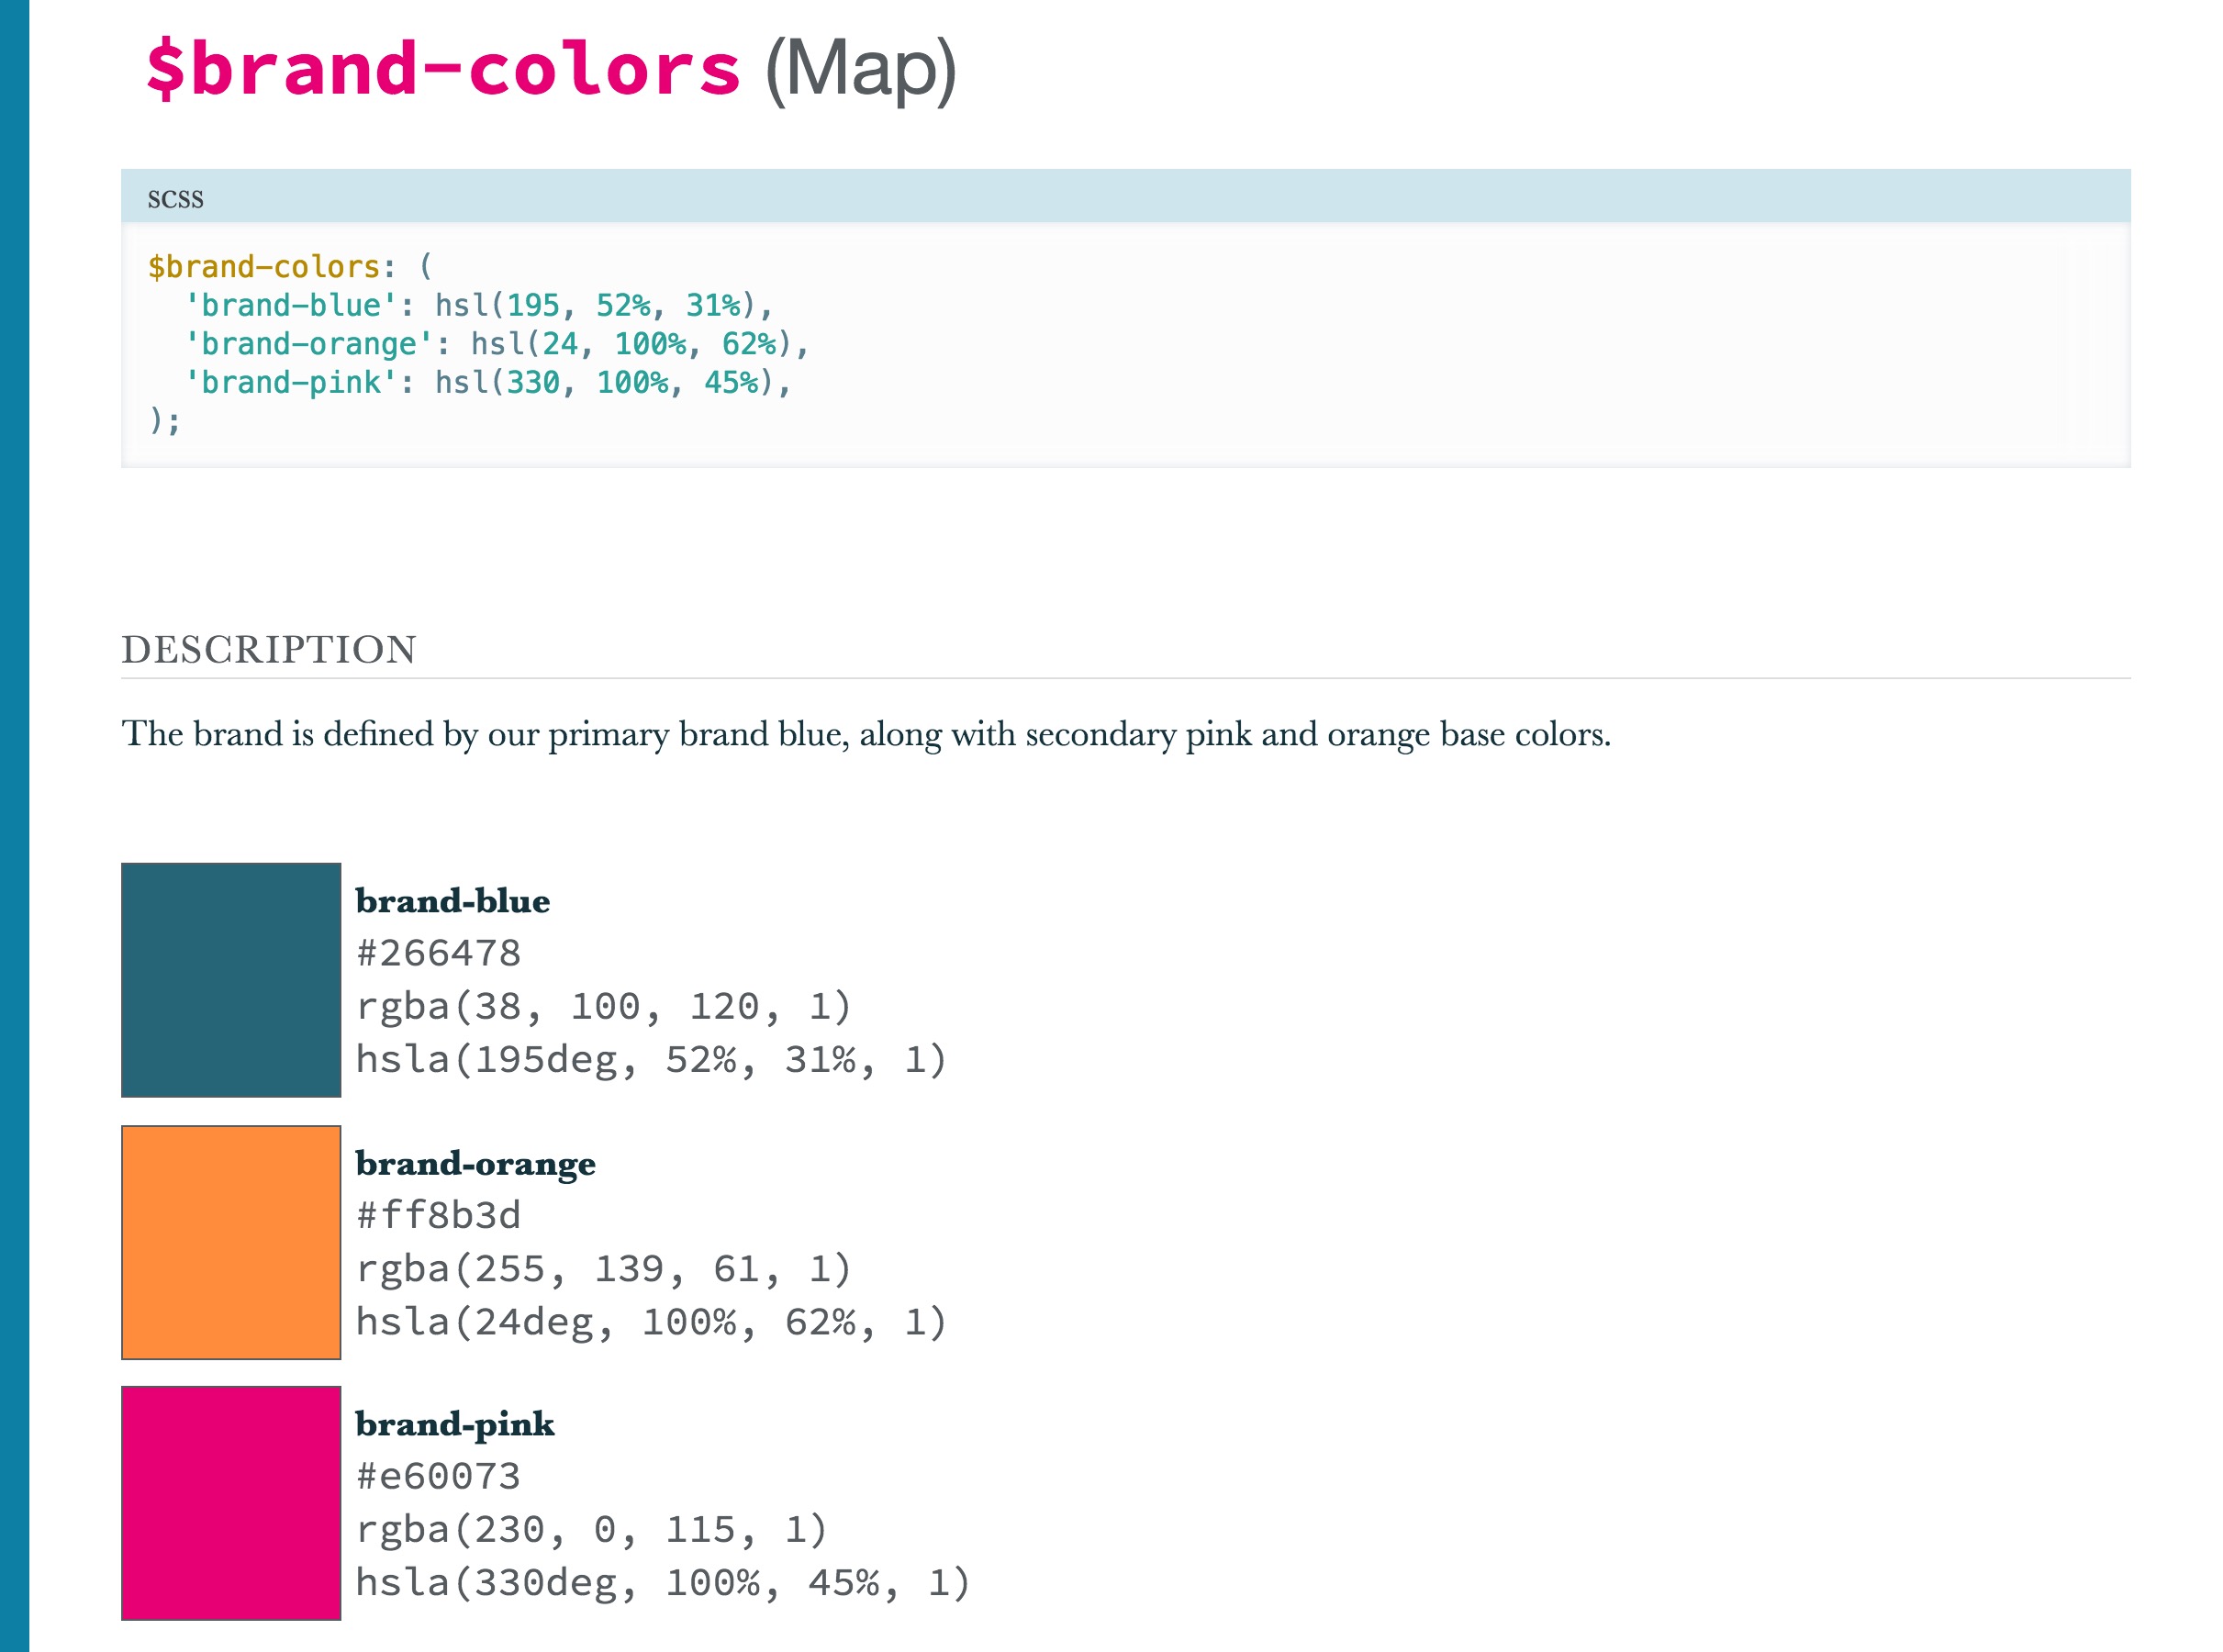 $brand-colors (Map)
scss
$brand-colors: (
  'brand-blue': hsl(195, 52%, 31%),
  'brand-orange': hsl(24, 100%, 62%),
  'brand-pink': hsl(330, 100%, 45%),
);
DESCRIPTION
The brand is defined by our primary brand blue, along with secondary pink and orange base colors.
brand-blue
#266478
rgba(38, 100, 120, 1)
hsla(195deg, 52%, 31%, 1)
brand-orange
#ff8b3d
rgba(255, 139, 61, 1)
hsla(24deg, 100%, 62%, 1)
brand-pink
#e60073
rgba(230, 0, 115, 1)
hsla(330deg, 100%, 45%, 1)